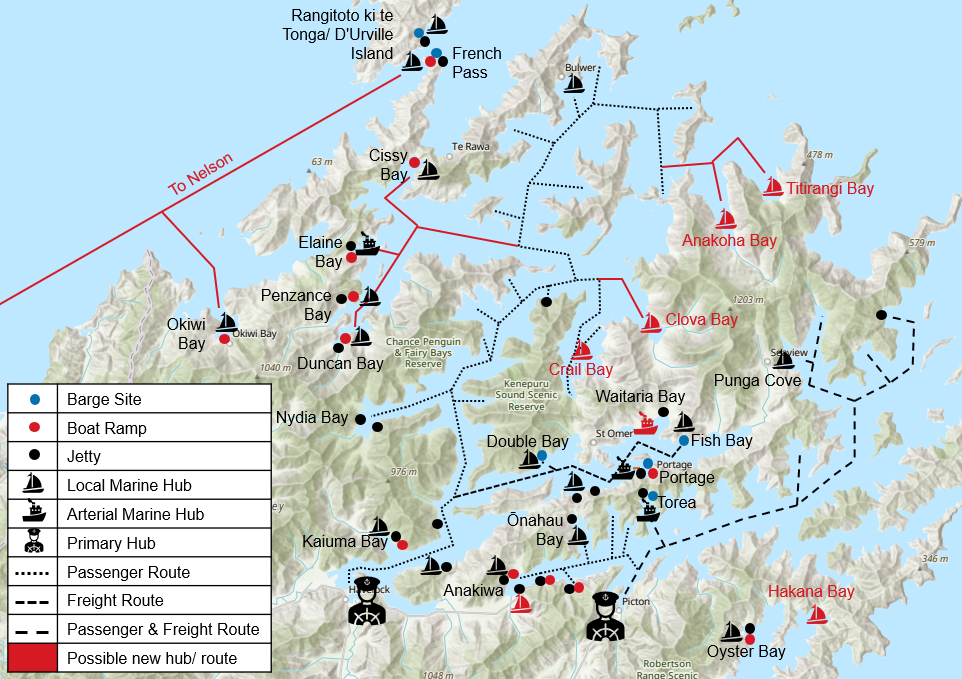 Rangitoto ki te
Tonga/ D'Urville
Island
French
Pass
Bulwer
Te Rawa
63 m
Cissy
Bay
478 m
Titirangi Bay
To Nelson
Anakoha Bay
Elaine
Bay
579 m
Penzance
Bay
1203 m
Okiwi
Bay
Okiwi Bay
Clova Bay
Chance Penguin
& Fairy Bays
Reserve
Duncan Bay
1040 m
Crail Bay
Punga Cove
Kenepuru
Sound Scenic
Reserve
Waitaria Bay
Nydia Bay
St Omer
Fish Bay
Double Bay
Portage
Portage
976 m
Torea
Ōnahau
Bay
Kaiuma Bay
346 m
Anakiwa
Havelock
Picton
Hakana Bay
Oyster Bay
Robertson
Range Scenic
1048 m
Barge Site
Boat Ramp
Jetty
Local Marine Hub
Arterial Marine Hub
Primary Hub
Passenger Route
Freight Route
Passenger & Freight Route
Possible new hub/ route